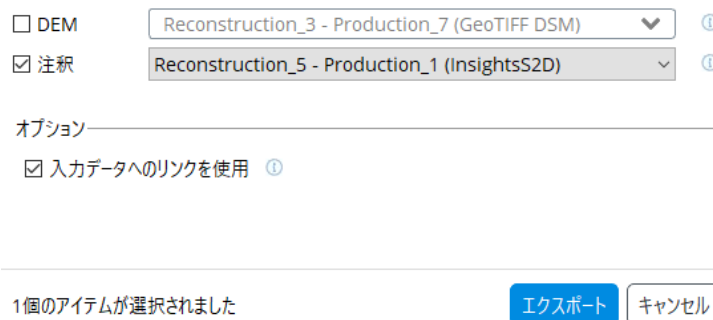 DEM Reconstruction_3 - Production_7 (GeoTIFF DSM)
注釈 Reconstruction_5 - Production_1 (InsightsS2D)
オプション
入力データへのリンクを使用
1個のアイテムが選択されました エクスポート キャンセル